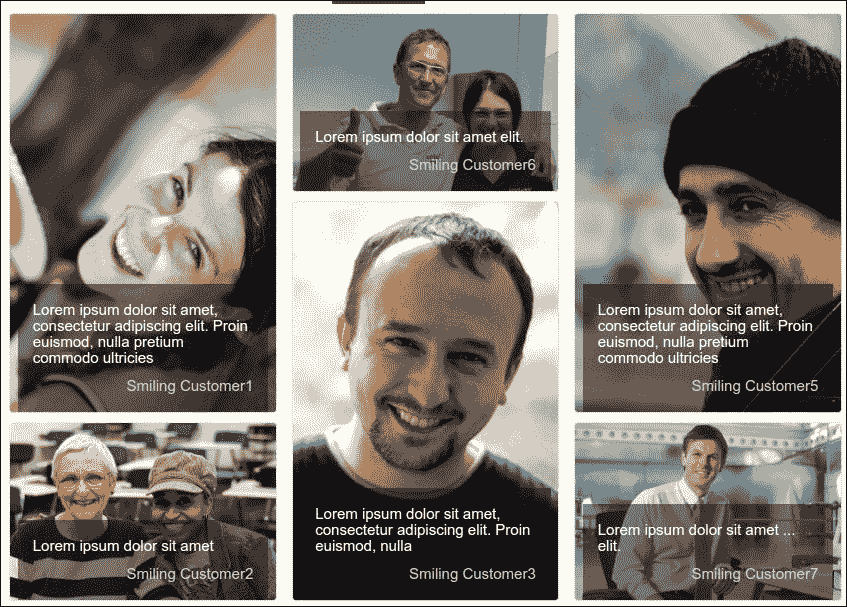 Lorem ipsum dolor sit amet,
consectetur adipiscing elit. Proin
euismod, nulla pretium
commodo ultricies
Smiling Customer1
Lorem ipsum dolor sit amet
Smiling Customer2
Lorem ipsum dolor sit amet elit.
Smiling Customer6
Lorem ipsum dolor sit amet,
consectetur adipiscing elit. Proin
euismod, nulla
Smiling Customer3
Lorem ipsum dolor sit amet,
consectetur adipiscing elit. Proin
euismod, nulla pretium
commodo ultricies
Smiling Customer5
Lorem ipsum dolor sit amet ...
elit.
Smiling Customer7